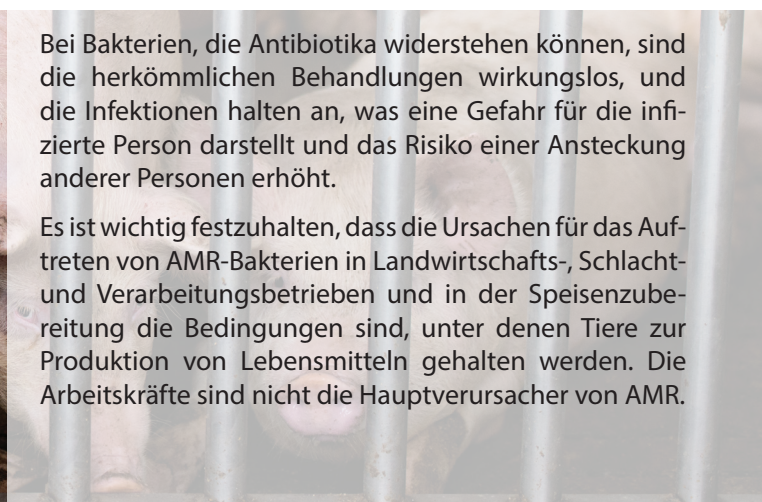 Bei Bakterien, die Antibiotika widerstehen können, sind
die herkömmlichen Behandlungen wirkungslos, und
die Infektionen halten an, was eine Gefahr für die infi-
zierte Person darstellt und das Risiko einer Ansteckung
anderer Personen erhöht.
Es ist wichtig festzuhalten, dass die Ursachen für das Auf-
treten von AMR-Bakterien in Landwirtschafts-, Schlacht-
und Verarbeitungsbetrieben und in der Speisenzube-
reitung die Bedingungen sind, unter denen Tiere zur
Produktion von Lebensmitteln gehalten werden. Die
Arbeitskräfte sind nicht die Hauptverursacher von AMR.